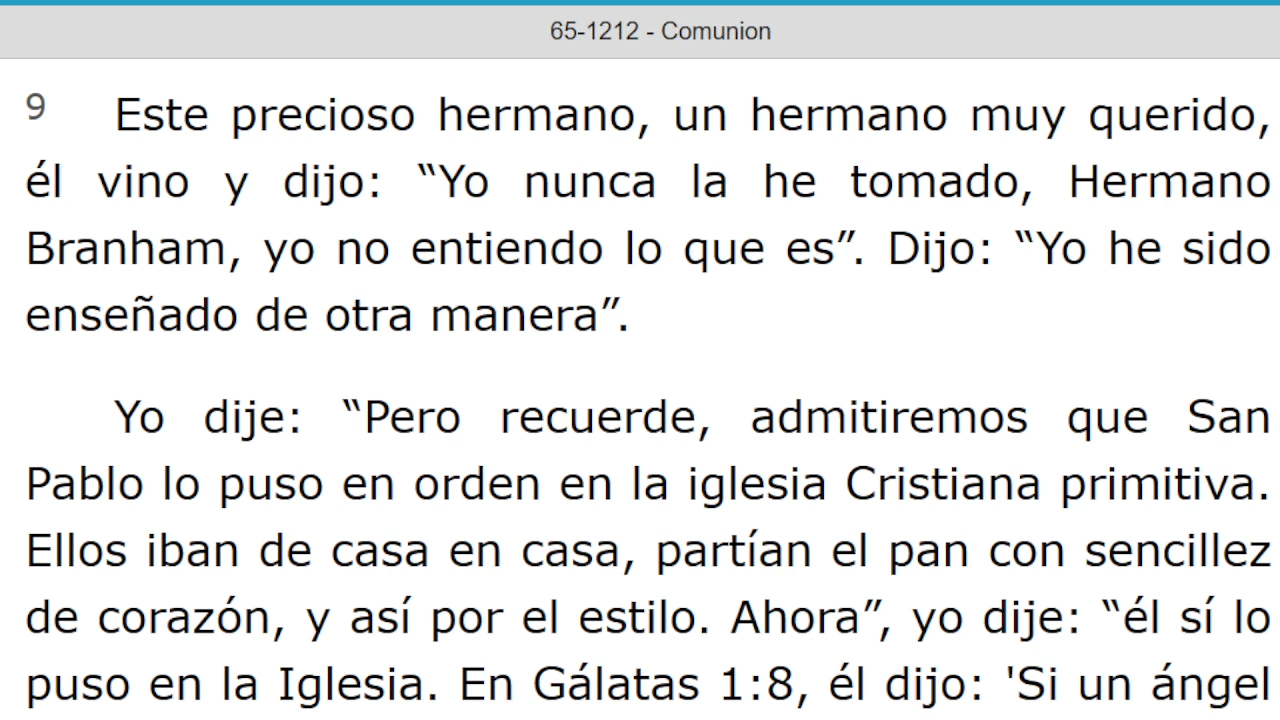 65-1212 - Comunion
9 Este precioso hermano, un hermano muy querido,
él vino y dijo: “Yo nunca la he tomado, Hermano
Branham, yo no entiendo lo que es”. Dijo: “Yo he sido
enseñado de otra manera”.
Yo dije: “Pero recuerde, admitiremos que San
Pablo lo puso en orden en la iglesia Cristiana primitiva.
Ellos iban de casa en casa, partían el pan con sencillez
de corazón, y así por el estilo. Ahora”, yo dije: “él sí lo
puso en la Iglesia. En Gálatas 1:8, él dijo: 'Si un ángel